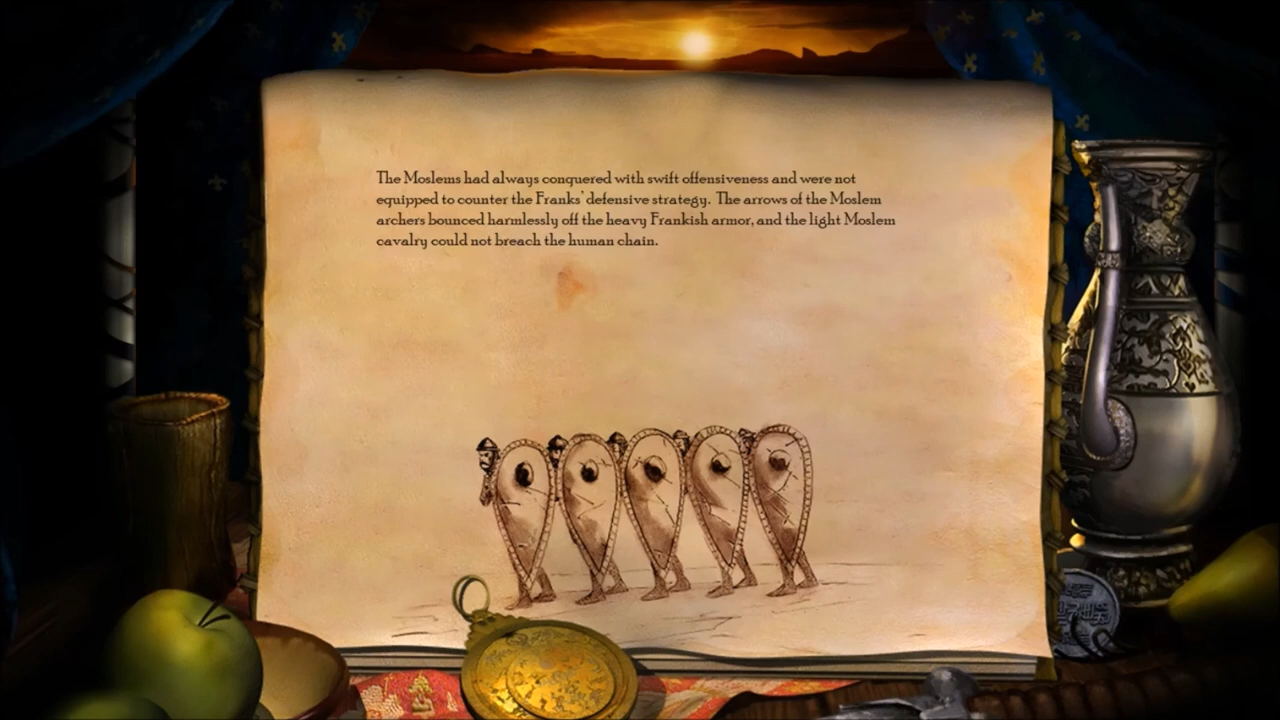 The Moslems had always conquered with swift offensiveness and were not
equipped to counter the Franks' defensive strategy. The arrows of the Moslem
archers bounced harmlessly off the heavy Frankish armor, and the light Moslem
cavalry could not breach the human chain.